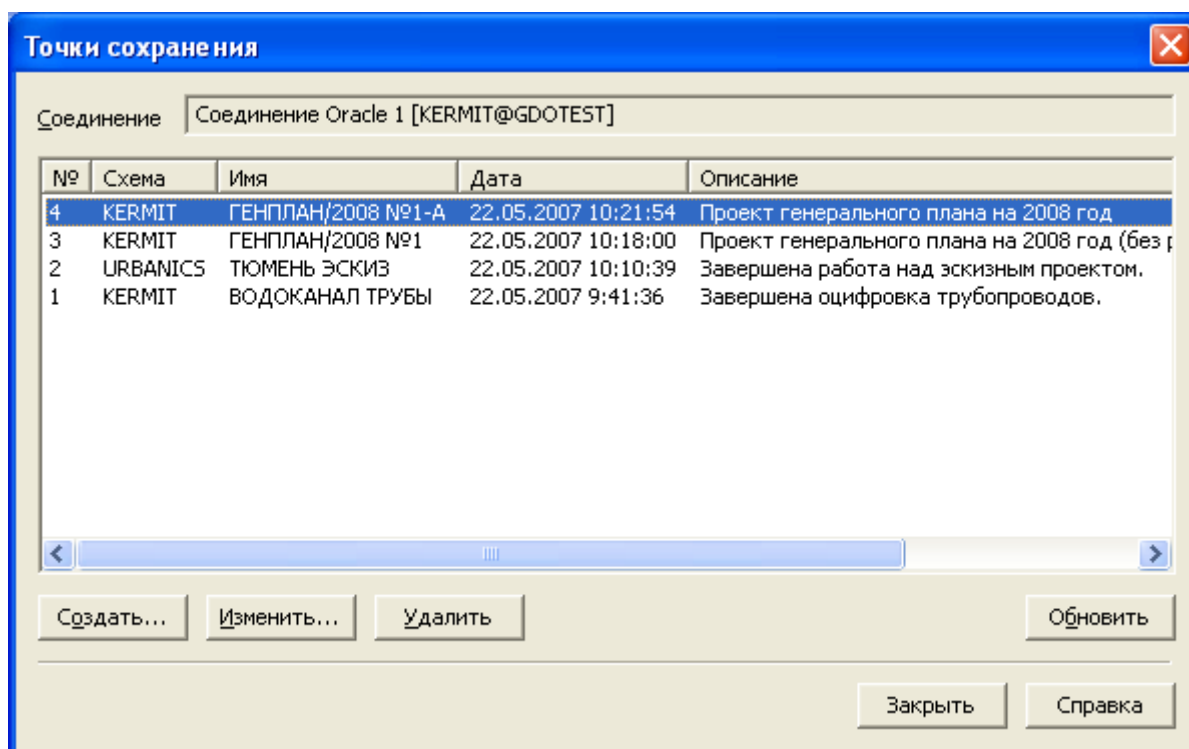 Точки сохранения
Соединение Соединение Oracle 1 [KERMIT@GDOTEST]
№ Схема Имя Дата Описание
4 KERMIT ГЕНПЛАН/2008 №1-А 22.05.2007 10:21:54 Проект генерального плана на 2008 год
3 KERMIT ГЕНПЛАН/2008 №1 22.05.2007 10:18:00 Проект генерального плана на 2008 год (без
2 URBANICS ТЮМЕНЬ ЭСКИЗ 22.05.2007 10:10:39 Завершена работа над эскизным проектом.
1 KERMIT ВОДОКАНАЛ ТРУБЫ 22.05.2007 9:41:36 Завершена оцифровка трубопроводов.
Создать... Изменить... Удалить Обновить
Закрыть Справка